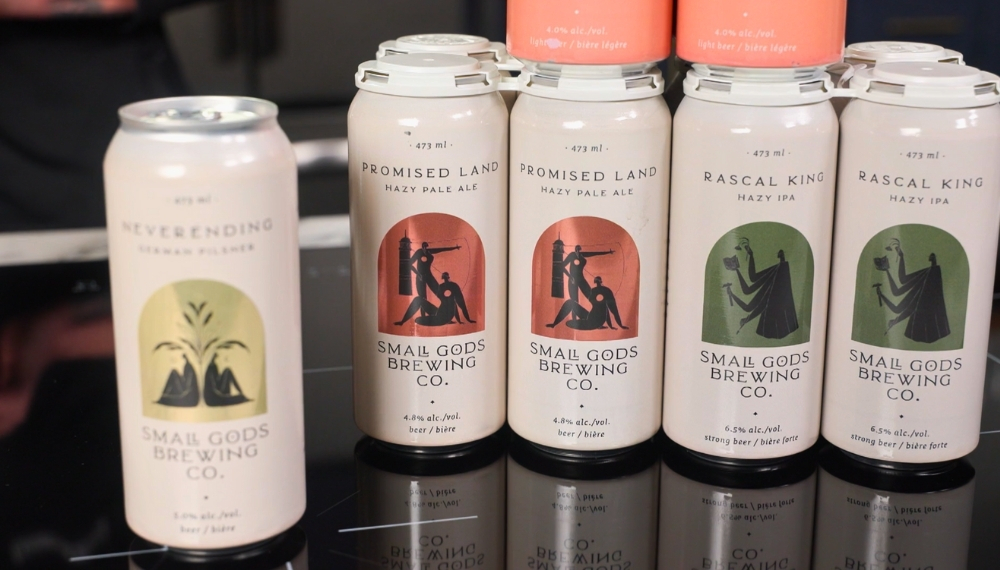 4.0% alc./vol.
light beer / bière légère
4.0% alc./vol.
light beer / bière légère
· 473 ml ·
NEVERENDING
GERMAN PILSNER
SMALL GODS
BREWING
CO.
5.0% alc./vol.
beer / bière
· 473 ml ·
PROMISED LAND
HAZY PALE ALE
SMALL GODS
BREWING
CO.
4.8% alc./vol.
beer / bière
· 473 ml ·
PROMISED LAND
HAZY PALE ALE
SMALL GODS
BREWING
CO.
4.8% alc./vol.
beer / bière
· 473 ml ·
RASCAL KING
HAZY IPA
SMALL GODS
BREWING
CO.
6.5% alc./vol.
strong beer / bière forte
· 473 ml ·
RASCAL KING
HAZY IPA
SMALL GODS
BREWING
CO.
6.5% alc./vol.
strong beer / bière forte